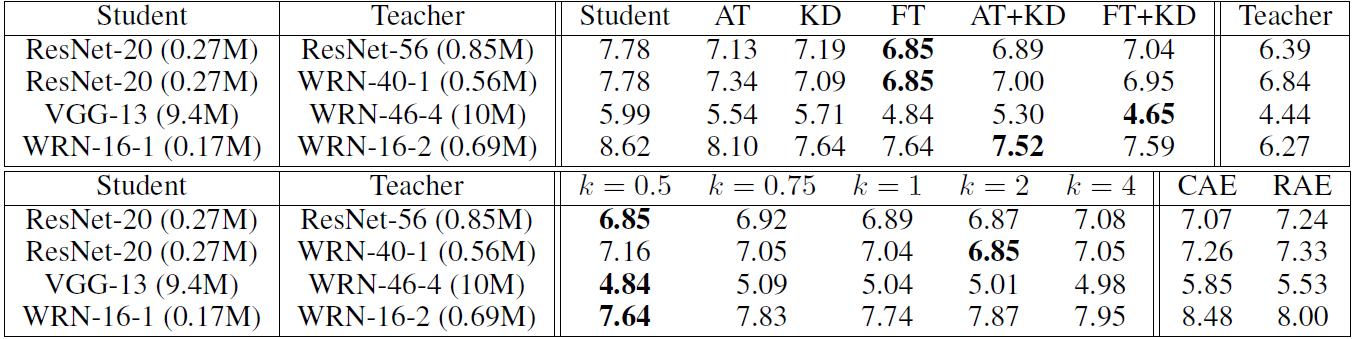 Student Teacher Student AT KD FT AT+KD FT+KD Teacher
ResNet-20 (0.27M) ResNet-56 (0.85M) 7.78 7.13 7.19 6.85 6.89 7.04 6.39
ResNet-20 (0.27M) WRN-40-1 (0.56M) 7.78 7.34 7.09 6.85 7.00 6.95 6.84
VGG-13 (9.4M) WRN-46-4 (10M) 5.99 5.54 5.71 4.84 5.30 4.65 4.44
WRN-16-1 (0.17M) WRN-16-2 (0.69M) 8.62 8.10 7.64 7.64 7.52 7.59 6.27
Student Teacher k = 0.5 k = 0.75 k = 1 k = 2 k = 4 CAE RAE
ResNet-20 (0.27M) ResNet-56 (0.85M) 6.85 6.92 6.89 6.87 7.08 7.07 7.24
ResNet-20 (0.27M) WRN-40-1 (0.56M) 7.16 7.05 7.04 6.85 7.05 7.26 7.33
VGG-13 (9.4M) WRN-46-4 (10M) 4.84 5.09 5.04 5.01 4.98 5.85 5.53
WRN-16-1 (0.17M) WRN-16-2 (0.69M) 7.64 7.83 7.74 7.87 7.95 8.48 8.00